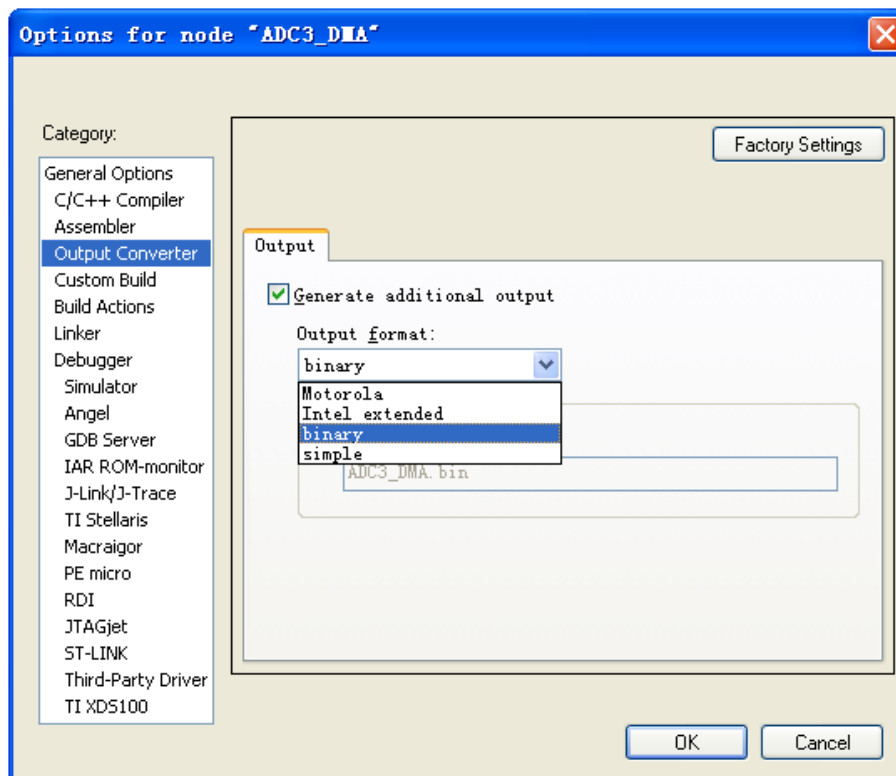 Options for node "ADC3_DMA"
Category:
Factory Settings
General Options
C/C++ Compiler
Assembler
Output Converter
Custom Build
Build Actions
Linker
Debugger
Simulator
Angel
GDB Server
IAR ROM-monitor
J-Link/J-Trace
TI Stellaris
Macraigor
PE micro
RDI
JTAGjet
ST-LINK
Third-Party Driver
TI XDS100
Output
Generate additional output
Output format:
binary
Motorola
Intel extended
binary
simple
ADC3_DMA.bin
OK
Cancel